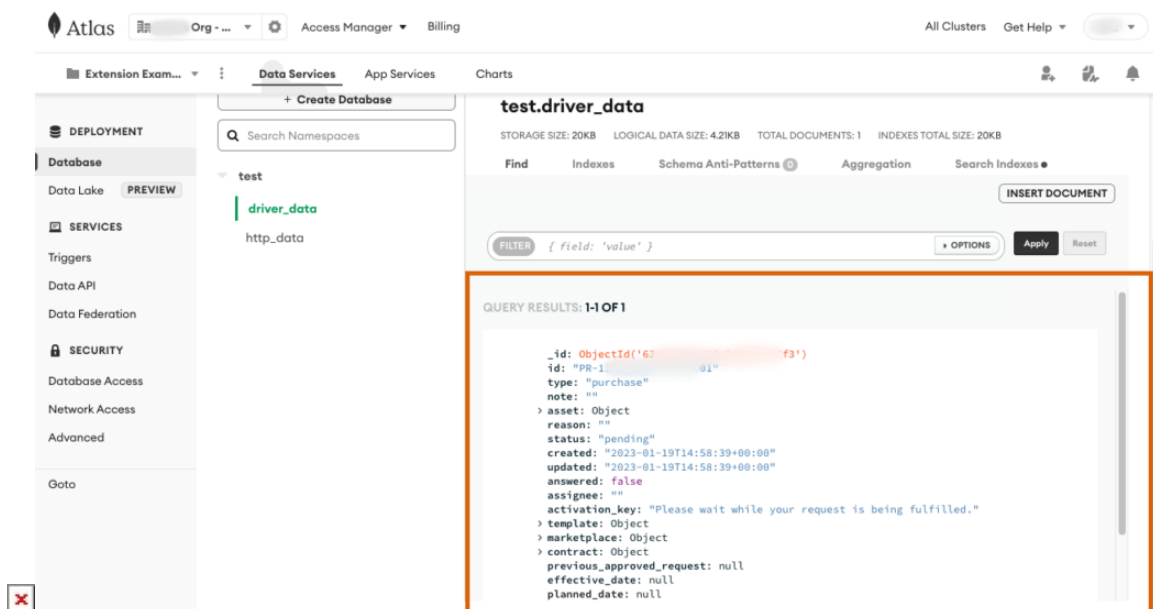 Atlas
Org - ...
Access Manager
Billing
All Clusters
Get Help
Extension Exam...
Data Services
App Services
Charts
DEPLOYMENT
Database
Data Lake PREVIEW
SERVICES
Triggers
Data API
Data Federation
SECURITY
Database Access
Network Access
Advanced
Goto
+ Create Database
Search Namespaces
test
driver_data
http_data
test.driver_data
STORAGE SIZE: 20KB LOGICAL DATA SIZE: 4.21KB TOTAL DOCUMENTS: 1 INDEXES TOTAL SIZE: 20KB
Find Indexes Schema Anti-Patterns 0 Aggregation Search Indexes
INSERT DOCUMENT
FILTER { field: 'value' } OPTIONS Apply Reset
QUERY RESULTS: 1-1 OF 1
_id: ObjectId('6 f3')
id: "PR-1 01"
type: "purchase"
note: ""
asset: Object
reason: ""
status: "pending"
created: "2023-01-19T14:58:39+00:00"
updated: "2023-01-19T14:58:39+00:00"
answered: false
assignee: ""
activation_key: "Please wait while your request is being fulfilled."
template: Object
marketplace: Object
contract: Object
previous_approved_request: null
effective_date: null
planned_date: null